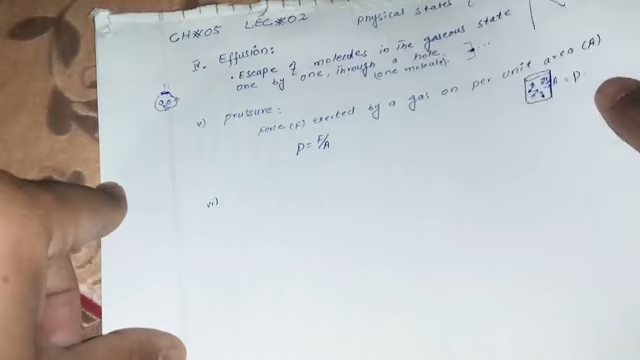 CH#05 LEC#02 physical states (
iv. Effusion:
• Escape of molecules in the gaseous state
one by one, through a hole.
(one molecule)
v) pressure:
Force (F) exerted by a gas on per unit area (A)
A = P.
P = F/A
vi)